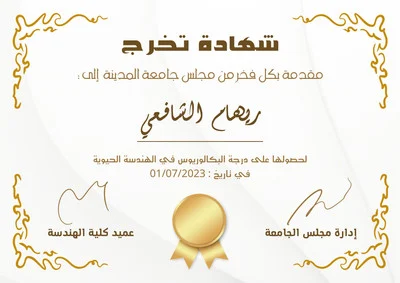 شهادة تخرج
مقدمة بكل فخر من مجلس جامعة المدينة إلى :
ريهام الشافعي
لحصولها على درجة البكالوريوس في الهندسة الحيوية
في تاريخ : 01/07/2023
إدارة مجلس الجامعة
عميد كلية الهندسة